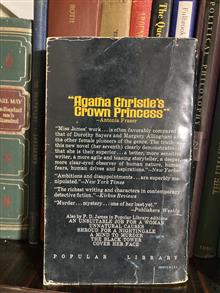 "Agatha Christie's
Crown Princess"
—Antonia Fraser
"Miss James' work . . . is often favorably compared
that of Dorothy Sayers and Margery Allingham and
the other female pioneers of the genre. The truth
this new novel (her seventh) clearly demonstrates
that she is their superior . . . a better, more sensitive
writer, a more agile and teasing storyteller, a deeper,
more clear-eyed observer of human nature, human
fears, human drives and aspirations."—New Yorker
"Ambitions and disappointments . . . are superbly
manipulated."—New York Times
"The richest writing and characters in contemporary
detective fiction."—Kirkus Reviews
"Murder . . . mystery . . . one of her best yet."
—Publishers Weekly
Also by P. D. James in Popular Library editions
AN UNSUITABLE JOB FOR A WOMAN
UNNATURAL CAUSES
SHROUD FOR A NIGHTINGALE
A MIND TO MURDER
THE BLACK TOWER
COVER HER FACE
POPULAR LIBRARY